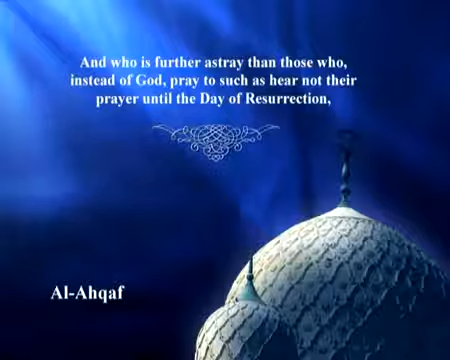 And who is further astray than those who,
instead of God, pray to such as hear not their
prayer until the Day of Resurrection,
Al-Ahqaf